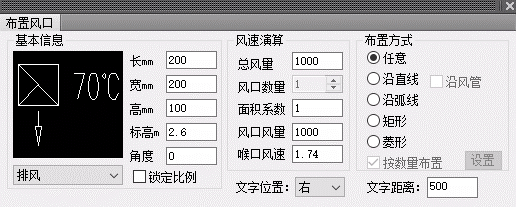 布置风口
基本信息
70℃
长mm 200
宽mm 200
高mm 100
标高m 2.6
角度 0
排风
锁定比例
风速演算
总风量 1000
风口数量 1
面积系数 1
风口风量 1000
喉口风速 1.74
文字位置： 右
布置方式
任意
沿直线
沿风管
沿弧线
矩形
菱形
按数量布置 设置
文字距离： 500